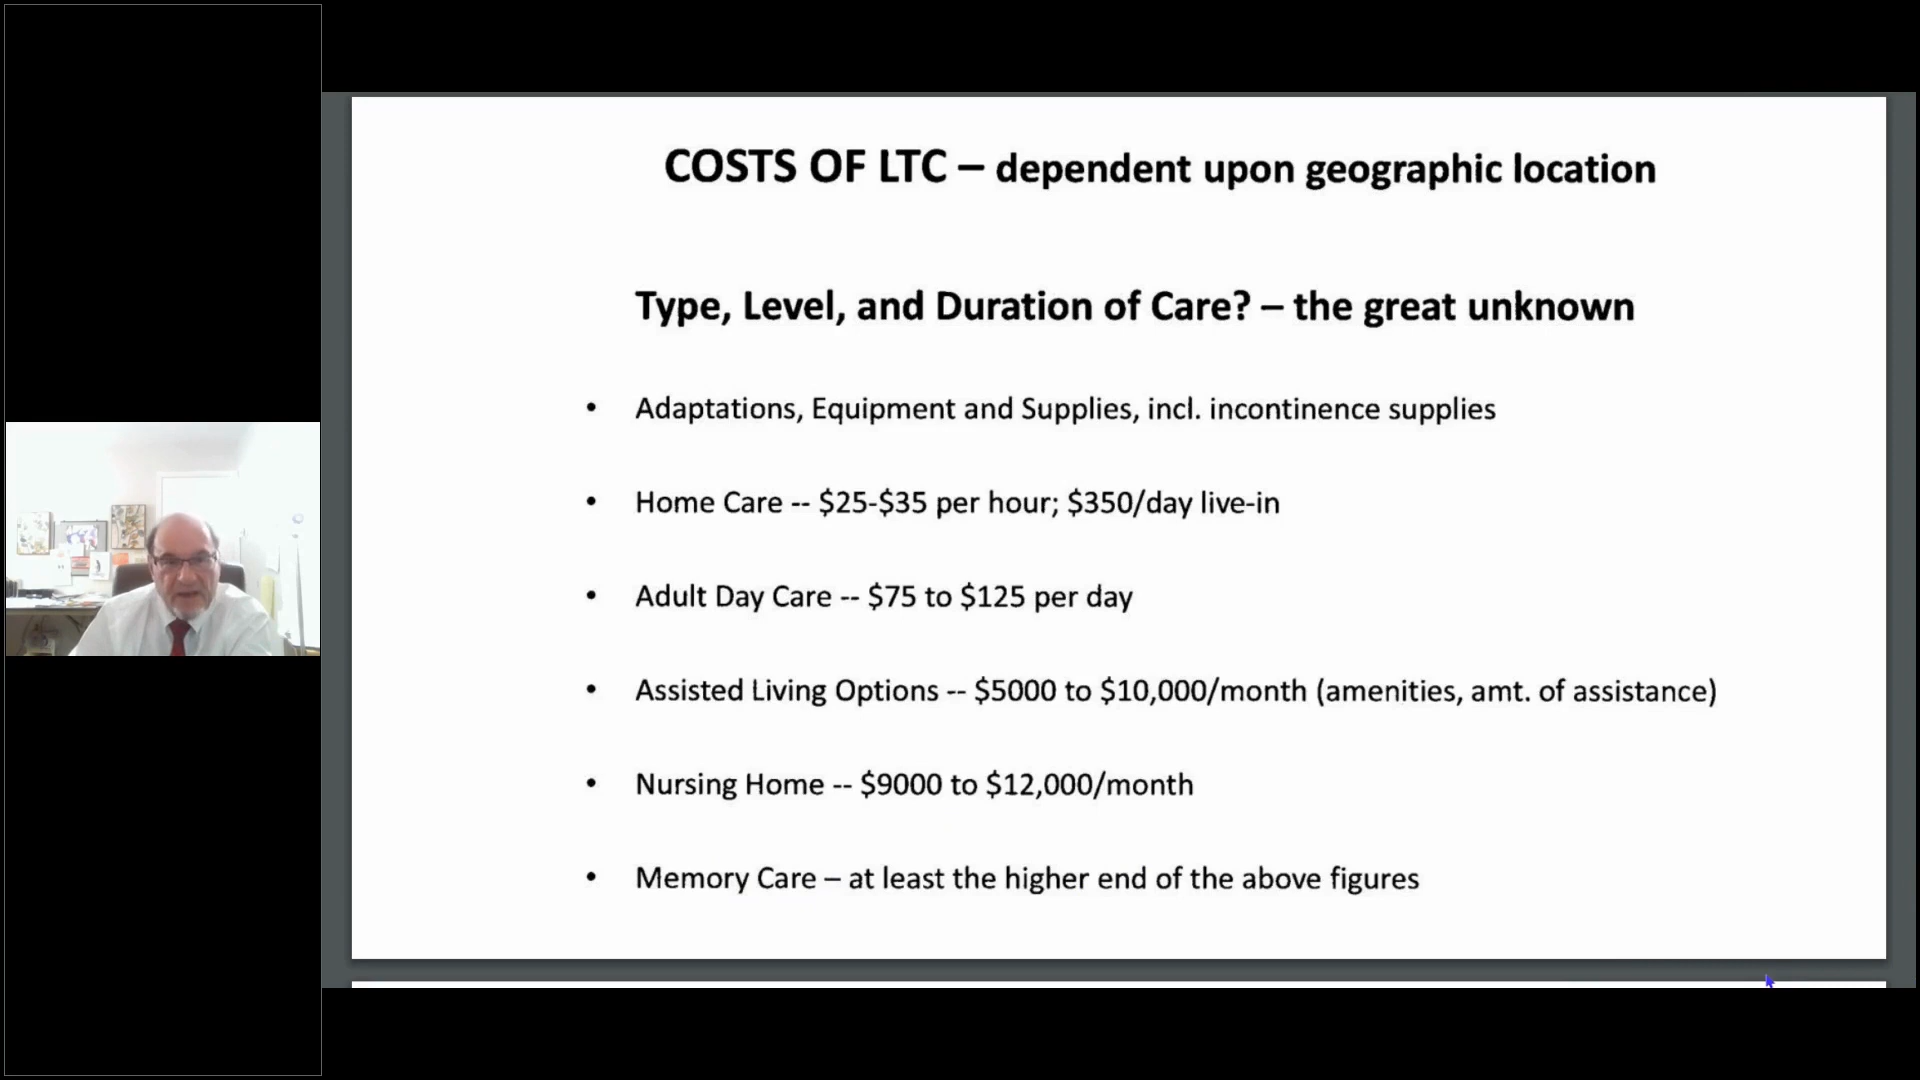 COSTS OF LTC – dependent upon geographic location
Type, Level, and Duration of Care? – the great unknown
• Adaptations, Equipment and Supplies, incl. incontinence supplies
• Home Care -- $25-$35 per hour; $350/day live-in
• Adult Day Care -- $75 to $125 per day
• Assisted Living Options -- $5000 to $10,000/month (amenities, amt. of assistance)
• Nursing Home -- $9000 to $12,000/month
• Memory Care – at least the higher end of the above figures